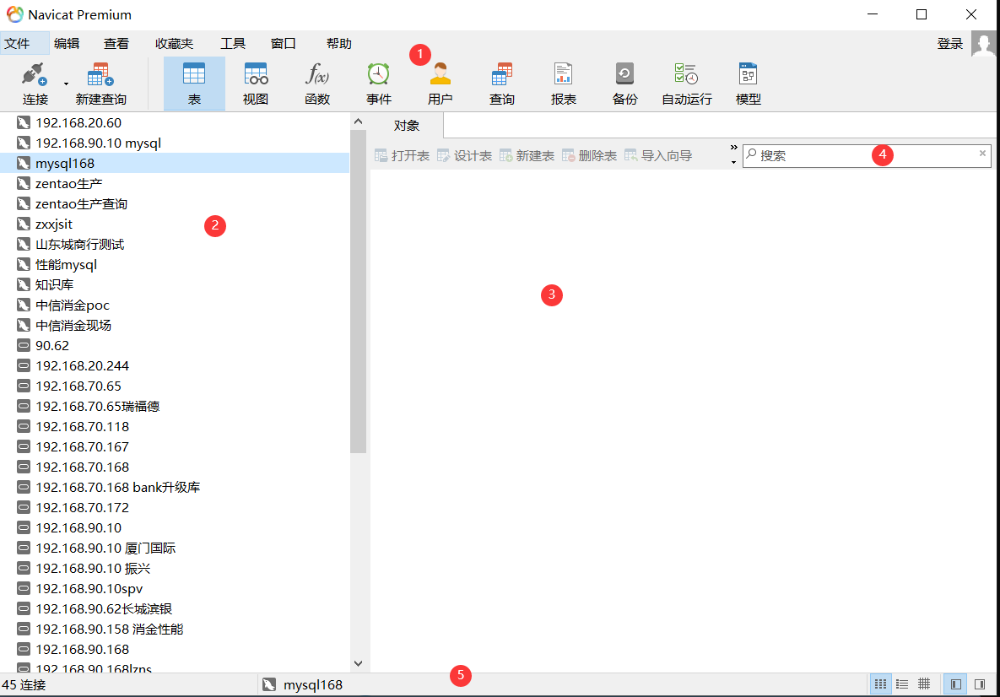 Navicat Premium
文件 编辑 查看 收藏夹 工具 窗口 帮助 登录
1
连接 新建查询 表 视图 函数 事件 用户 查询 报表 备份 自动运行 模型
f(x)
192.168.20.60
192.168.90.10 mysql
mysql168
zentao生产
zentao生产查询
zxxjsit
2
山东城商行测试
性能mysql
知识库
中信消金poc
中信消金现场
90.62
192.168.20.244
192.168.70.65
192.168.70.65瑞福德
192.168.70.118
192.168.70.167
192.168.70.168
192.168.70.168 bank升级库
192.168.70.172
192.168.90.10
192.168.90.10 厦门国际
192.168.90.10 振兴
192.168.90.10spv
192.168.90.62长城滨银
192.168.90.158 消金性能
192.168.90.168
192.168.90.168lzns
对象
打开表 设计表 新建表 删除表 导入向导 » 搜索 4
3
45 连接 mysql168 5